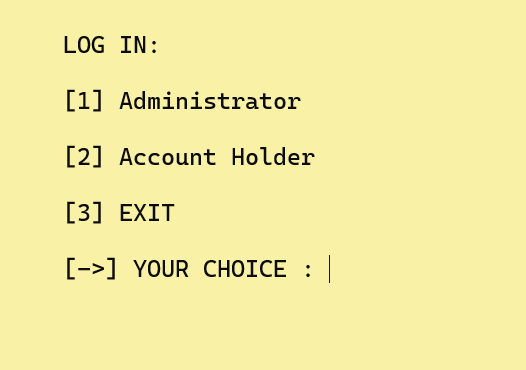 LOG IN:
[1] Administrator
[2] Account Holder
[3] EXIT
[->] YOUR CHOICE :